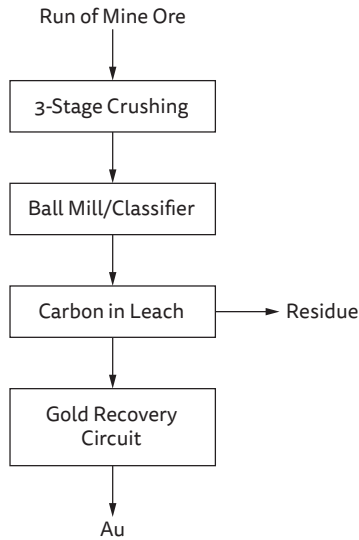 Run of Mine Ore
3-Stage Crushing
Ball Mill/Classifier
Carbon in Leach
Residue
Gold Recovery
Circuit
Au